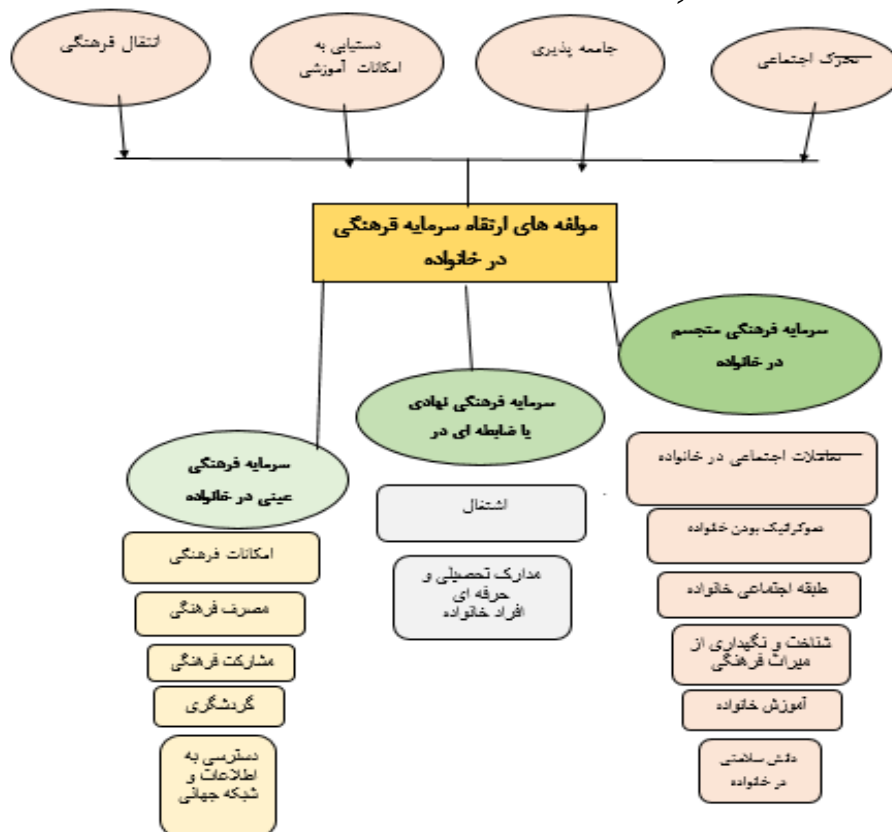 تحرک اجتماعی
جامعه پذیری
دستیابی به
امکانات آموزشی
انتقال فرهنگی
مولفه های ارتقاء سرمایه فرهنگی
در خانواده
سرمایه فرهنگی متجسم
در خانواده
سرمایه فرهنگی نهادی
یا ضابطه ای در
سرمایه فرهنگی
عینی در خانواده
تعاملات اجتماعی در خانواده
دموکراتیک بودن خانواده
طبقه اجتماعی خانواده
شناخت و نگهداری از
میراث فرهنگی
آموزش خانواده
دانش سلامتی
در خانواده
اشتغال
مدارک تحصیلی و
حرفه ای
افراد خانواده
امکانات فرهنگی
مصرف فرهنگی
مشارکت فرهنگی
گردشگری
دسترسی به
اطلاعات و
شبکه جهانی